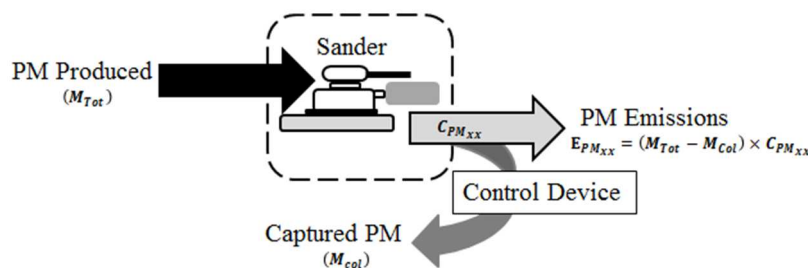 Sander
PM Produced
(M_Tot)
C_PM_XX
PM Emissions
E_PM_XX = (M_Tot − M_Col) × C_PM_XX
Control Device
Captured PM
(M_col)